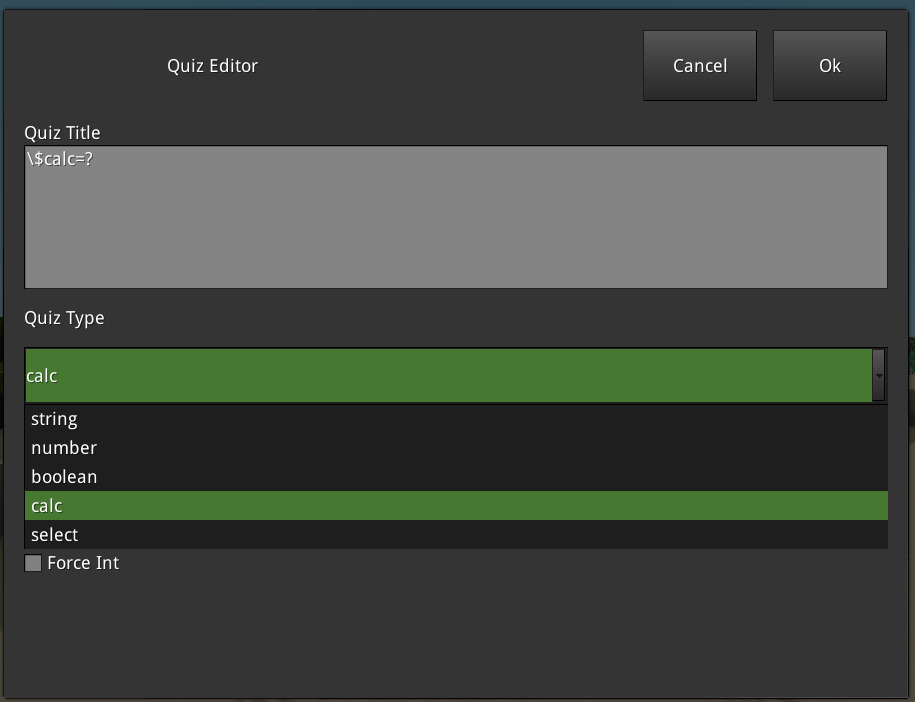 Quiz Editor
Cancel
Ok
Quiz Title
\$calc=?
Quiz Type
calc
string
number
boolean
calc
select
Force Int